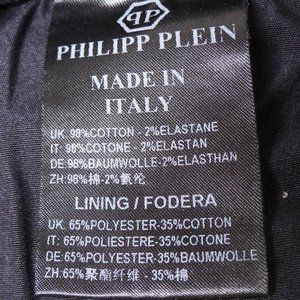 PHILIPP PLEIN
MADE IN
ITALY
UK: 98%COTTON - 2%ELASTANE
IT: 98%COTONE - 2%ELASTAN
DE:98%BAUMWOLLE-2%ELASTHAN
ZH:98%棉-2%氨纶
LINING / FODERA
UK: 65%POLYESTER-35%COTTON
IT: 65%POLIESTERE-35%COTONE
DE:65%POLYESTER-35%BAUMWOLLE
ZH:65%聚酯纤维 - 35%棉